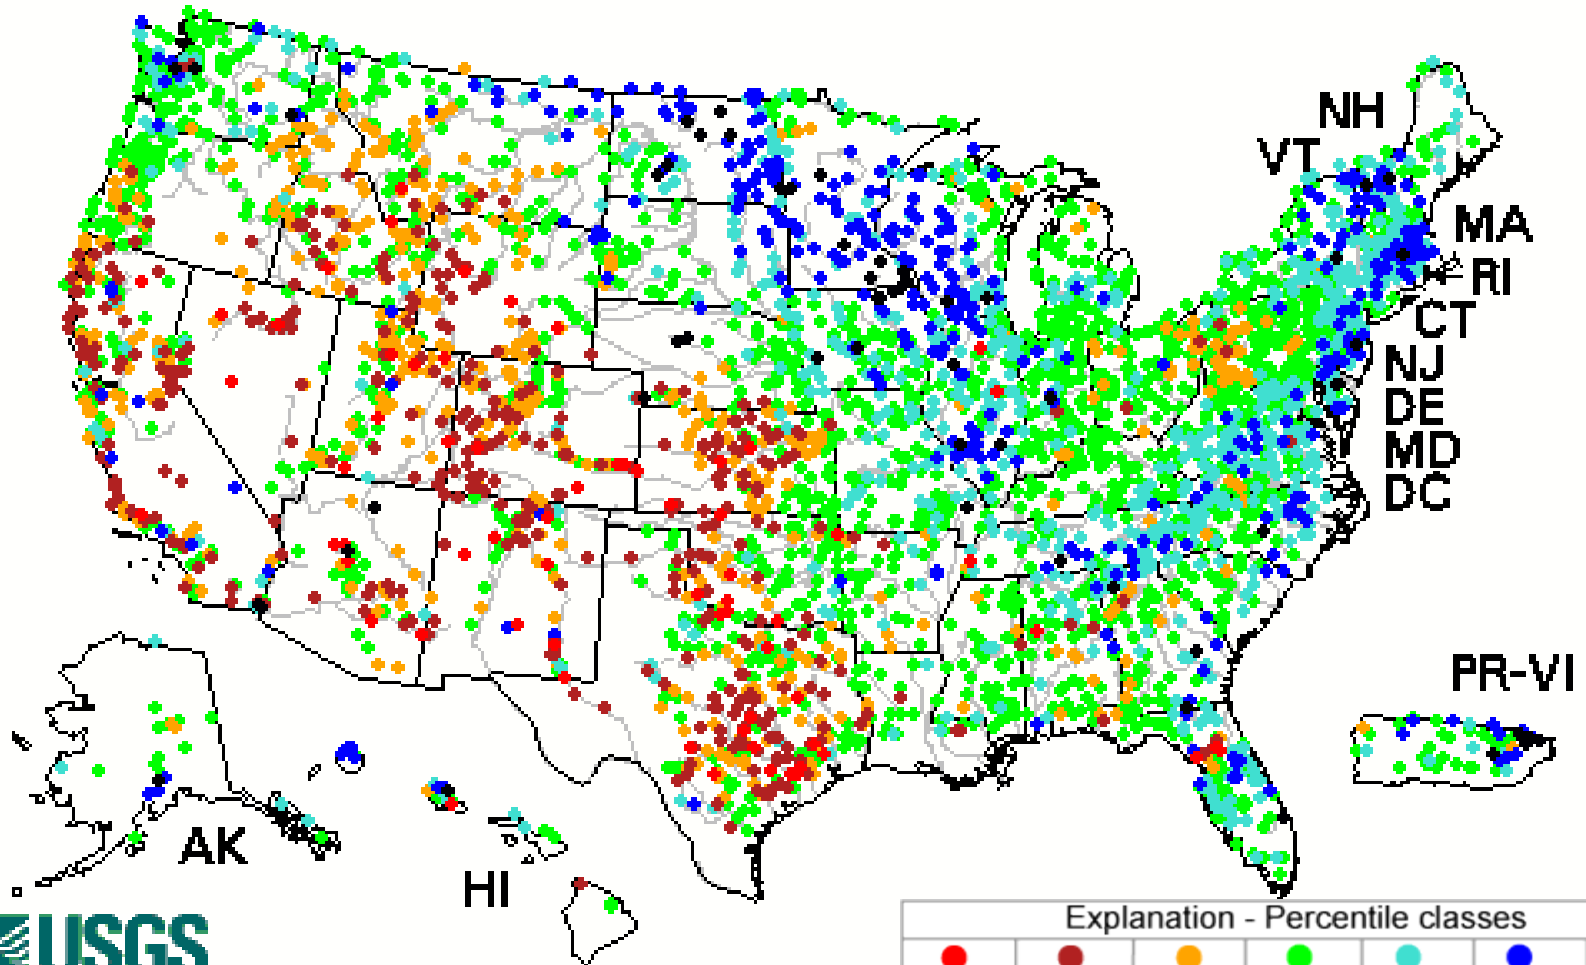 NH
VT
MA
RI
CT
NJ
DE
MD
DC
PR-VI
AK
HI
USGS
Explanation - Percentile classes